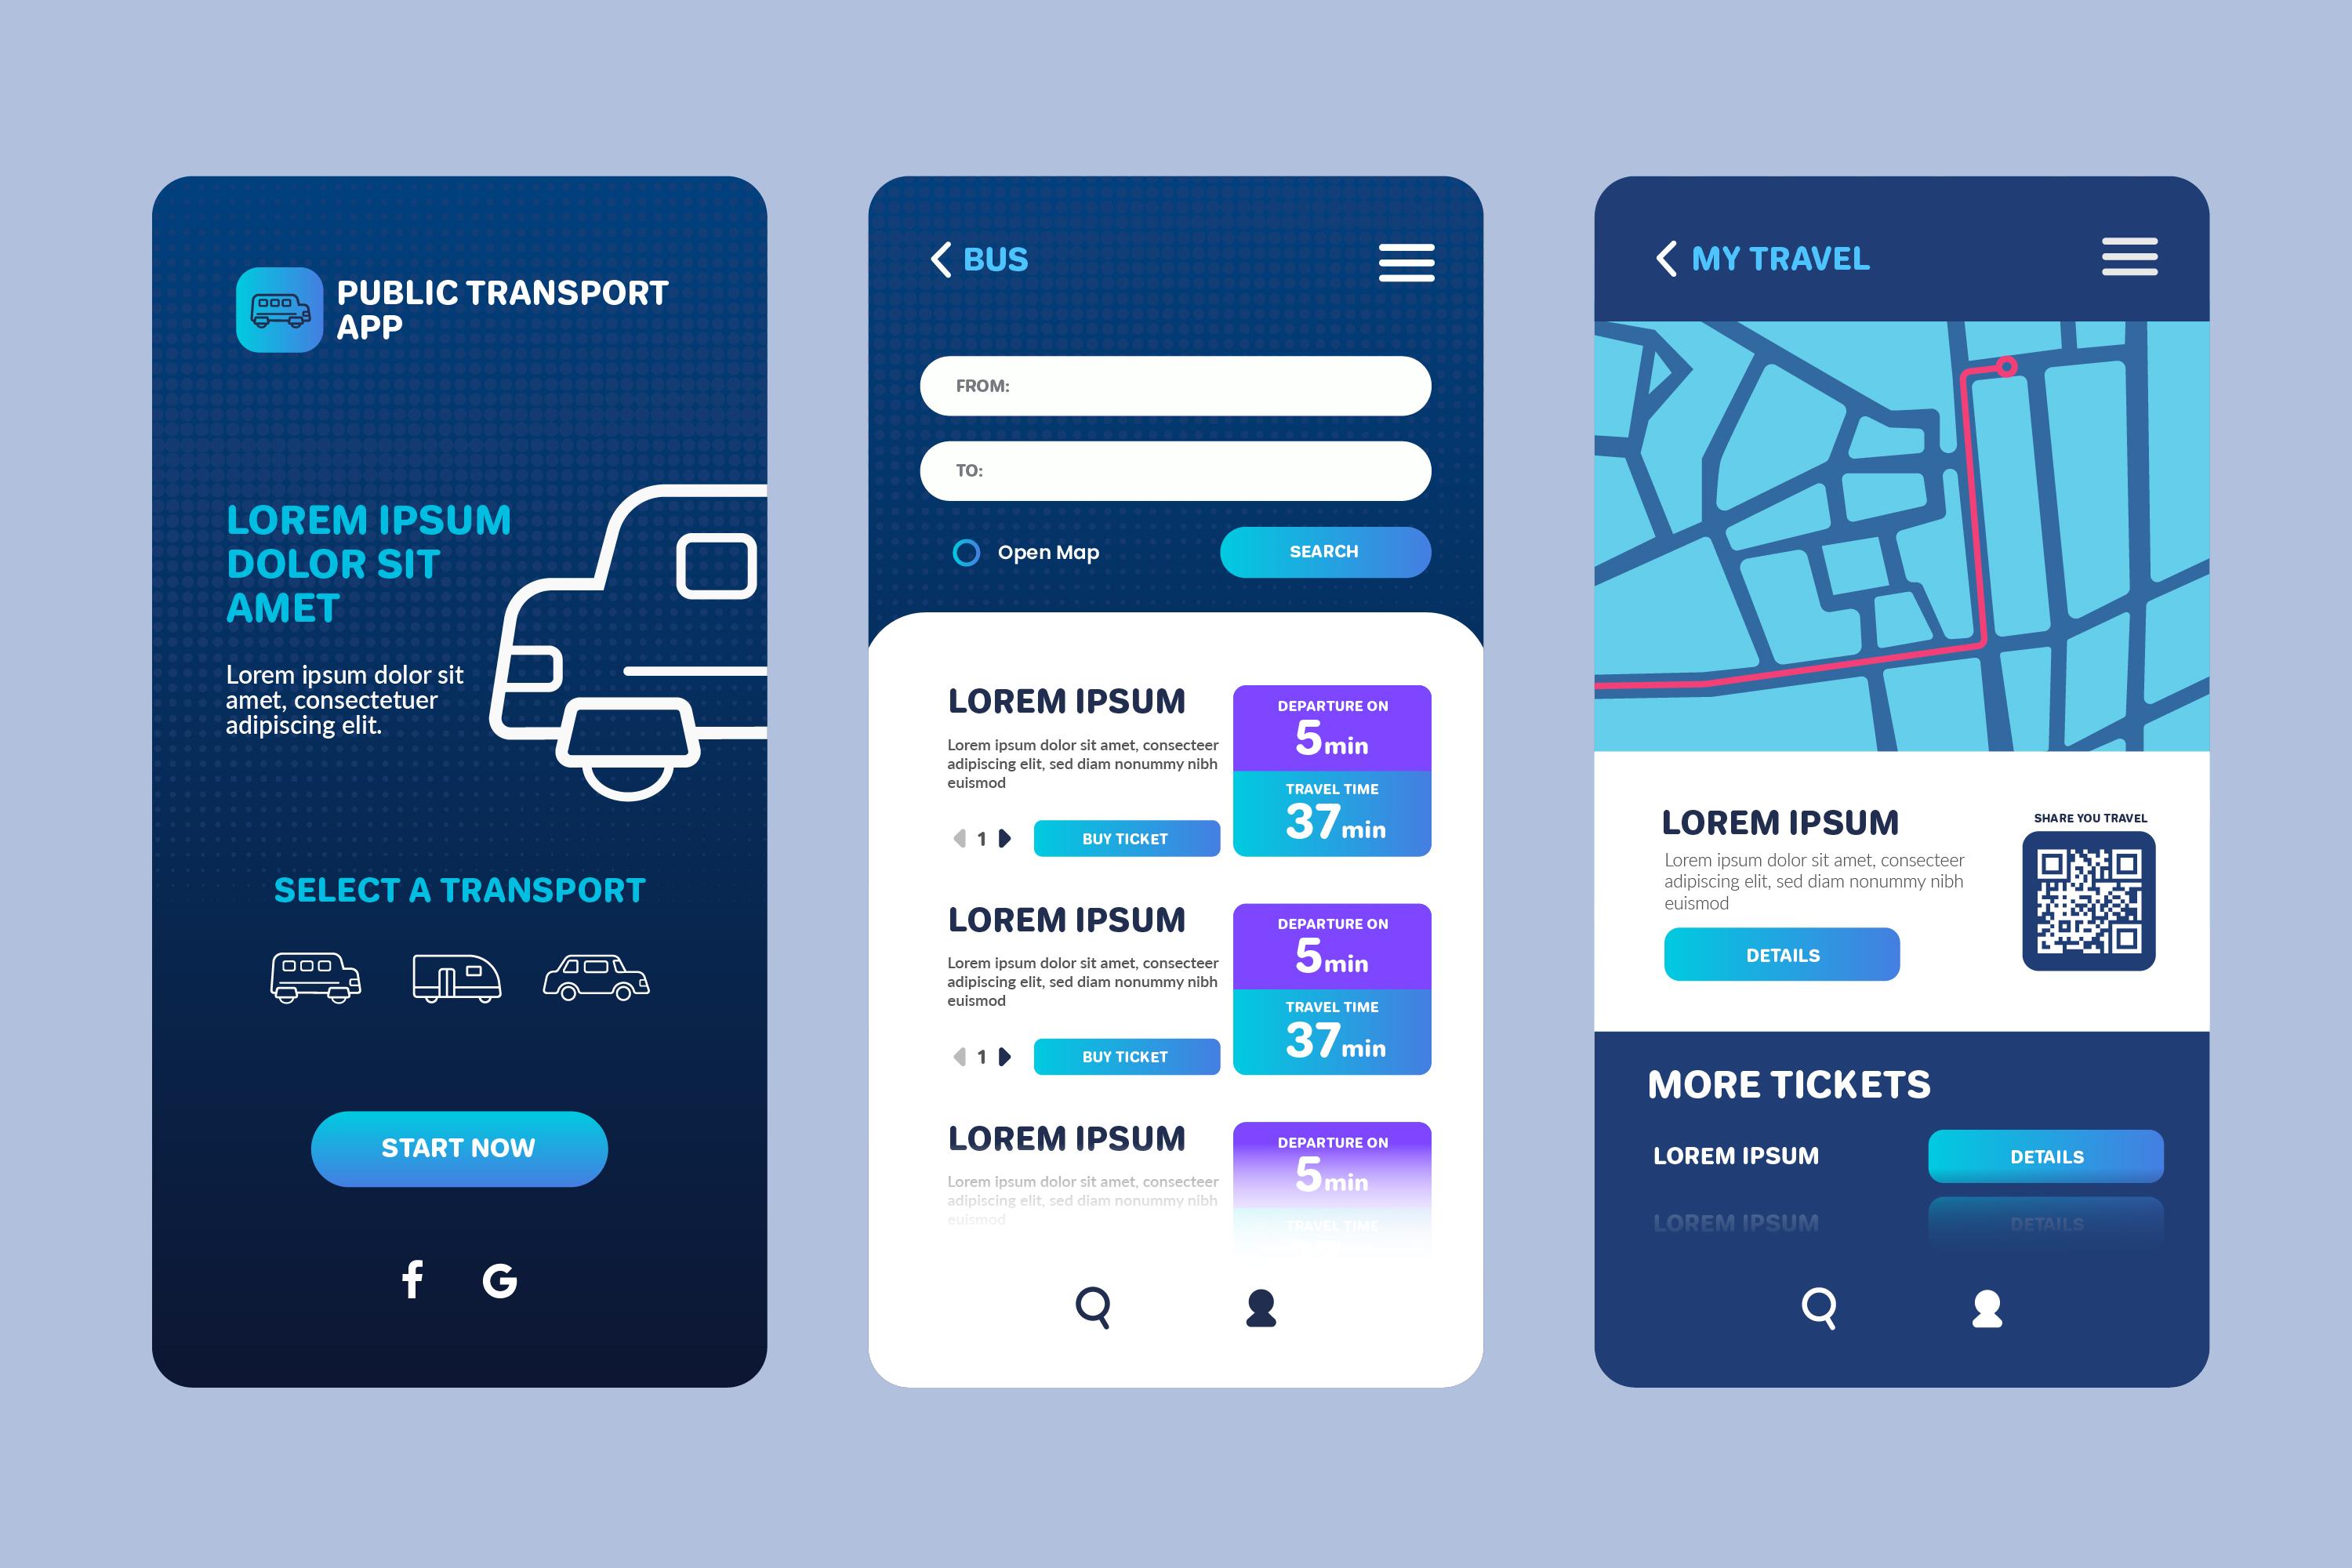 PUBLIC TRANSPORT
APP
LOREM IPSUM
DOLOR SIT
AMET
Lorem ipsum dolor sit
amet, consectetuer
adipiscing elit.
SELECT A TRANSPORT
START NOW
f G
BUS
FROM:
TO:
Open Map
SEARCH
LOREM IPSUM
Lorem ipsum dolor sit amet, consecteer
adipiscing elit, sed diam nonummy nibh
euismod
1
BUY TICKET
DEPARTURE ON
5min
TRAVEL TIME
37min
LOREM IPSUM
Lorem ipsum dolor sit amet, consecteer
adipiscing elit, sed diam nonummy nibh
euismod
1
BUY TICKET
DEPARTURE ON
5min
TRAVEL TIME
37min
LOREM IPSUM
Lorem ipsum dolor sit amet, consecteer
adipiscing elit, sed diam nonummy nibh
euismod
DEPARTURE ON
5min
TRAVEL TIME
MY TRAVEL
LOREM IPSUM
Lorem ipsum dolor sit amet, consecteer
adipiscing elit, sed diam nonummy nibh
euismod
DETAILS
SHARE YOU TRAVEL
MORE TICKETS
LOREM IPSUM
DETAILS
LOREM IPSUM
DETAILS